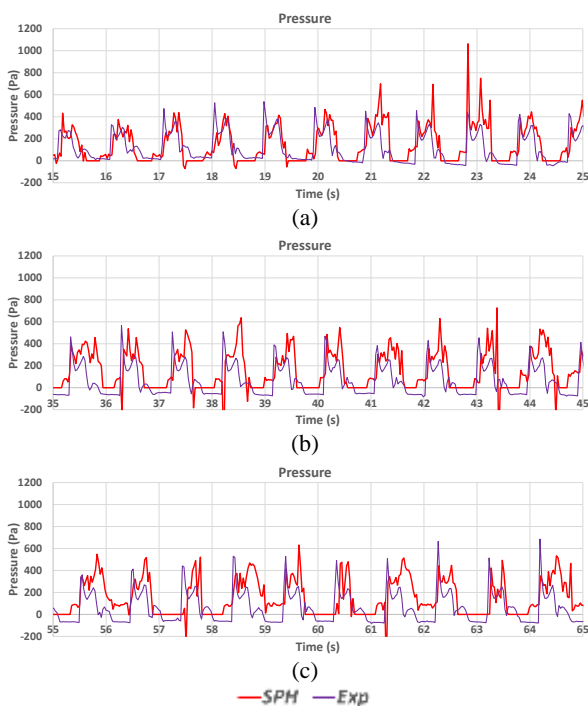 Pressure
1200
1000
800
600
400
200
0
-200
Pressure (Pa)
15 16 17 18 19 20 21 22 23 24 25
Time (s)
(a)
Pressure
1200
1000
800
600
400
200
0
-200
Pressure (Pa)
35 36 37 38 39 40 41 42 43 44 45
Time (s)
(b)
Pressure
1200
1000
800
600
400
200
0
-200
Pressure (Pa)
55 56 57 58 59 60 61 62 63 64 65
Time (s)
(c)
SPH Exp